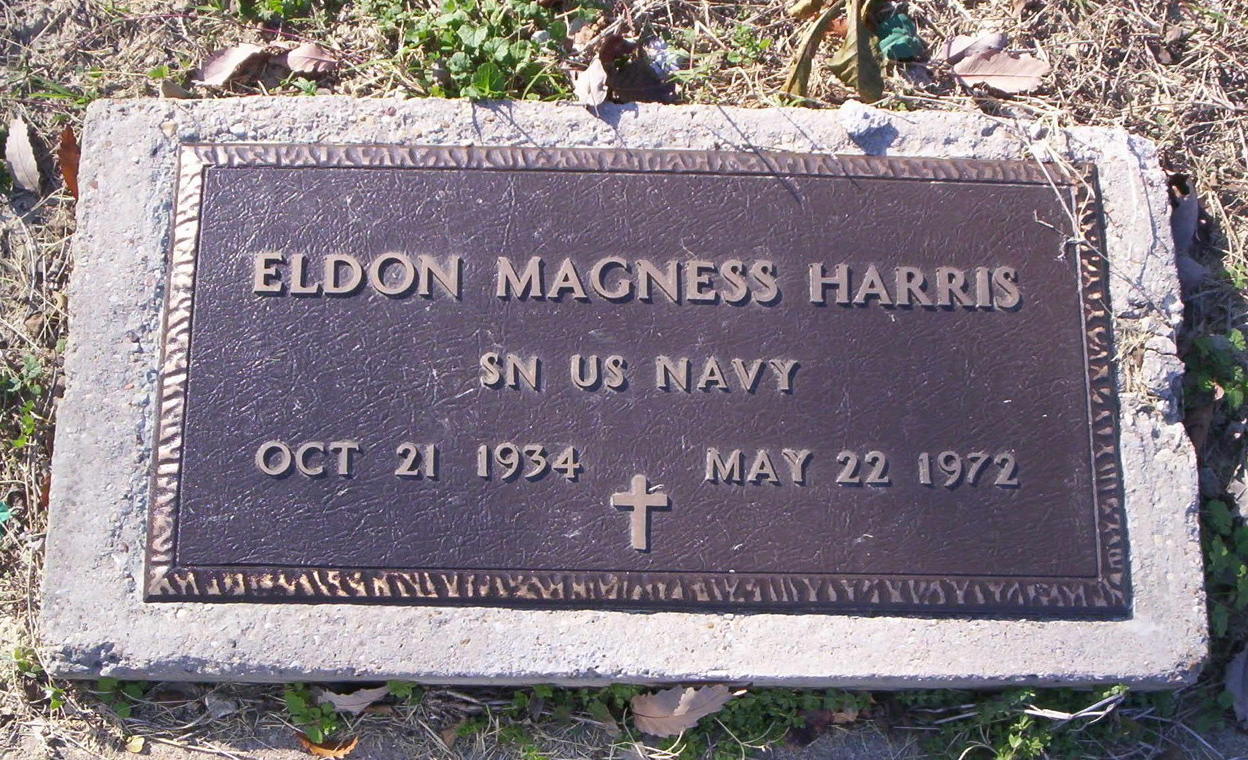 ELDON MAGNESS HARRIS
SN US NAVY
OCT 21 1934 MAY 22 1972